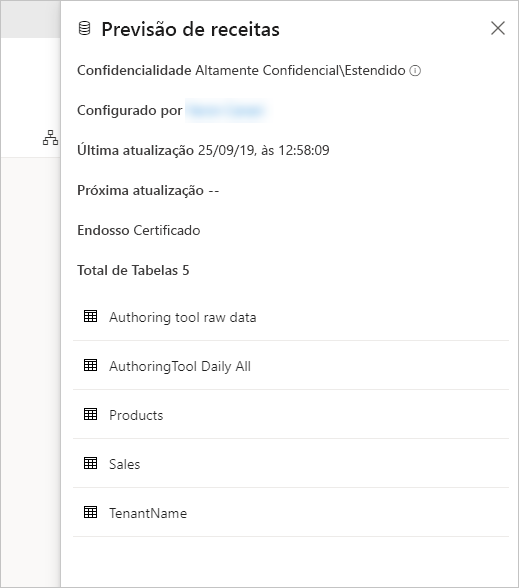 Previsão de receitas
Confidencialidade Altamente Confidencial\Estendido
Configurado por
Última atualização 25/09/19, às 12:58:09
Próxima atualização --
Endosso Certificado
Total de Tabelas 5
Authoring tool raw data
AuthoringTool Daily All
Products
Sales
TenantName